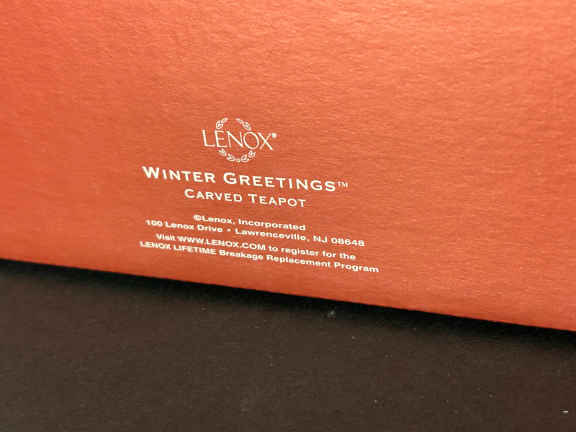 LENOX®
WINTER GREETINGS™
CARVED TEAPOT
©Lenox, Incorporated
100 Lenox Drive • Lawrenceville, NJ 08648
Visit WWW.LENOX.COM to register for the
LENOX LIFETIME Breakage Replacement Program